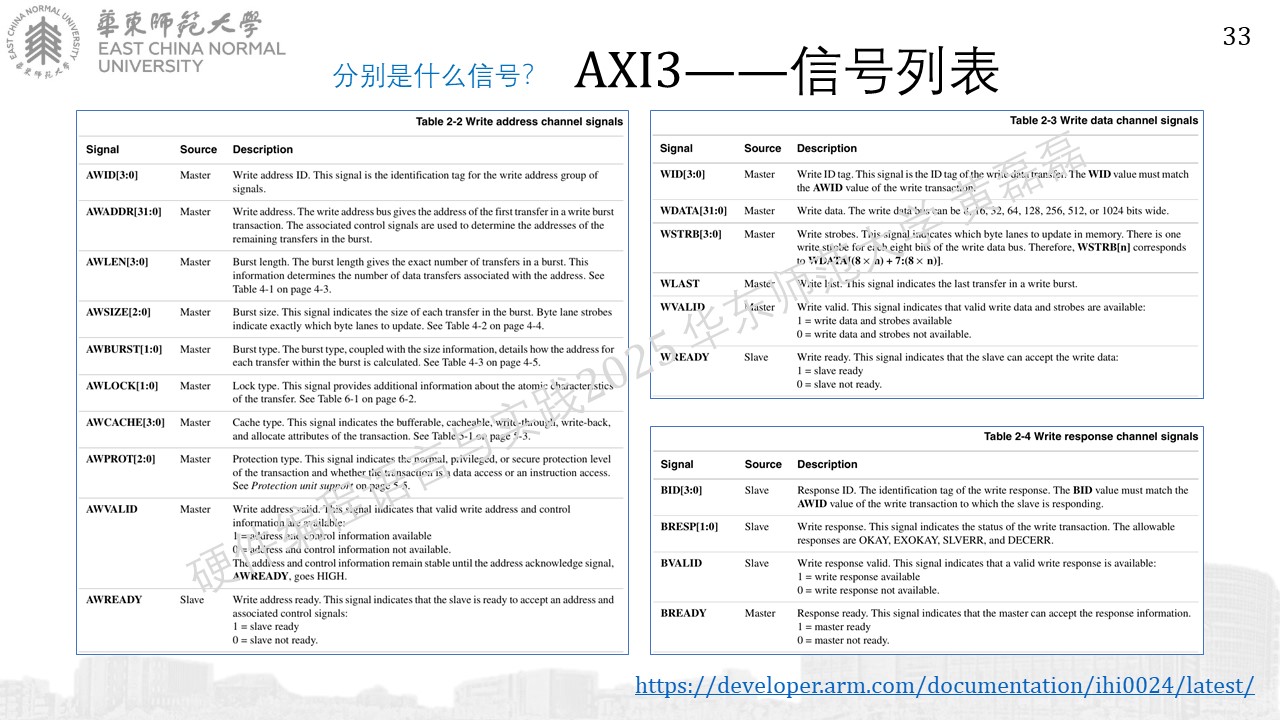 華東師範大學
EAST CHINA NORMAL
UNIVERSITY
EAST CHINA NORMAL UNIVERSITY
華東師範大學
33
分别是什么信号？
AXI3——信号列表
Table 2-2 Write address channel signals
Signal Source Description
AWID[3:0] Master Write address ID. This signal is the identification tag for the write address group of
signals.
AWADDR[31:0] Master Write address. The write address bus gives the address of the first transfer in a write burst
transaction. The associated control signals are used to determine the addresses of the
remaining transfers in the burst.
AWLEN[3:0] Master Burst length. The burst length gives the exact number of transfers in a burst. This
information determines the number of data transfers associated with the address. See
Table 4-1 on page 4-3.
AWSIZE[2:0] Master Burst size. This signal indicates the size of each transfer in the burst. Byte lane strobes
indicate exactly which byte lanes to update. See Table 4-2 on page 4-4.
AWBURST[1:0] Master Burst type. The burst type, coupled with the size information, details how the address for
each transfer within the burst is calculated. See Table 4-3 on page 4-5.
AWLOCK[1:0] Master Lock type. This signal provides additional information about the atomic characteristics
of the transfer. See Table 6-1 on page 6-2.
AWCACHE[3:0] Master Cache type. This signal indicates the bufferable, cacheable, write-through, write-back,
and allocate attributes of the transaction. See Table 5-1 on page 5-3.
AWPROT[2:0] Master Protection type. This signal indicates the normal, privileged, or secure protection level
of the transaction and whether the transaction is a data access or an instruction access.
See Protection unit support on page 5-5.
AWVALID Master Write address valid. This signal indicates that valid write address and control
information are available:
1 = address and control information available
0 = address and control information not available.
The address and control information remain stable until the address acknowledge signal,
AWREADY, goes HIGH.
AWREADY Slave Write address ready. This signal indicates that the slave is ready to accept an address and
associated control signals:
1 = slave ready
0 = slave not ready.
Table 2-3 Write data channel signals
Signal Source Description
WID[3:0] Master Write ID tag. This signal is the ID tag of the write data transfer. The WID value must match
the AWID value of the write transaction.
WDATA[31:0] Master Write data. The write data bus can be 8, 16, 32, 64, 128, 256, 512, or 1024 bits wide.
WSTRB[3:0] Master Write strobes. This signal indicates which byte lanes to update in memory. There is one
write strobe for each eight bits of the write data bus. Therefore, WSTRB[n] corresponds
to WDATA[(8 × n) + 7:(8 × n)].
WLAST Master Write last. This signal indicates the last transfer in a write burst.
WVALID Master Write valid. This signal indicates that valid write data and strobes are available:
1 = write data and strobes available
0 = write data and strobes not available.
WREADY Slave Write ready. This signal indicates that the slave can accept the write data:
1 = slave ready
0 = slave not ready.
Table 2-4 Write response channel signals
Signal Source Description
BID[3:0] Slave Response ID. The identification tag of the write response. The BID value must match the
AWID value of the write transaction to which the slave is responding.
BRESP[1:0] Slave Write response. This signal indicates the status of the write transaction. The allowable
responses are OKAY, EXOKAY, SLVERR, and DECERR.
BVALID Slave Write response valid. This signal indicates that a valid write response is available:
1 = write response available
0 = write response not available.
BREADY Master Response ready. This signal indicates that the master can accept the response information.
1 = master ready
0 = master not ready.
硬件编程语言与实践2025 华东师范大学 黄磊磊
https://developer.arm.com/documentation/ihi0024/latest/